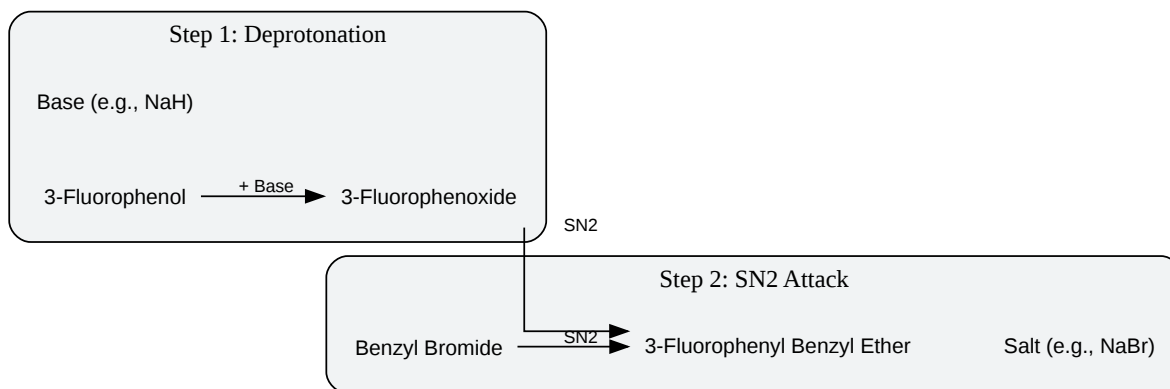 Step 1: Deprotonation
Base (e.g., NaH)
3-Fluorophenol
+ Base
3-Fluorophenoxide
SN2
Step 2: SN2 Attack
Benzyl Bromide
SN2
3-Fluorophenyl Benzyl Ether
Salt (e.g., NaBr)